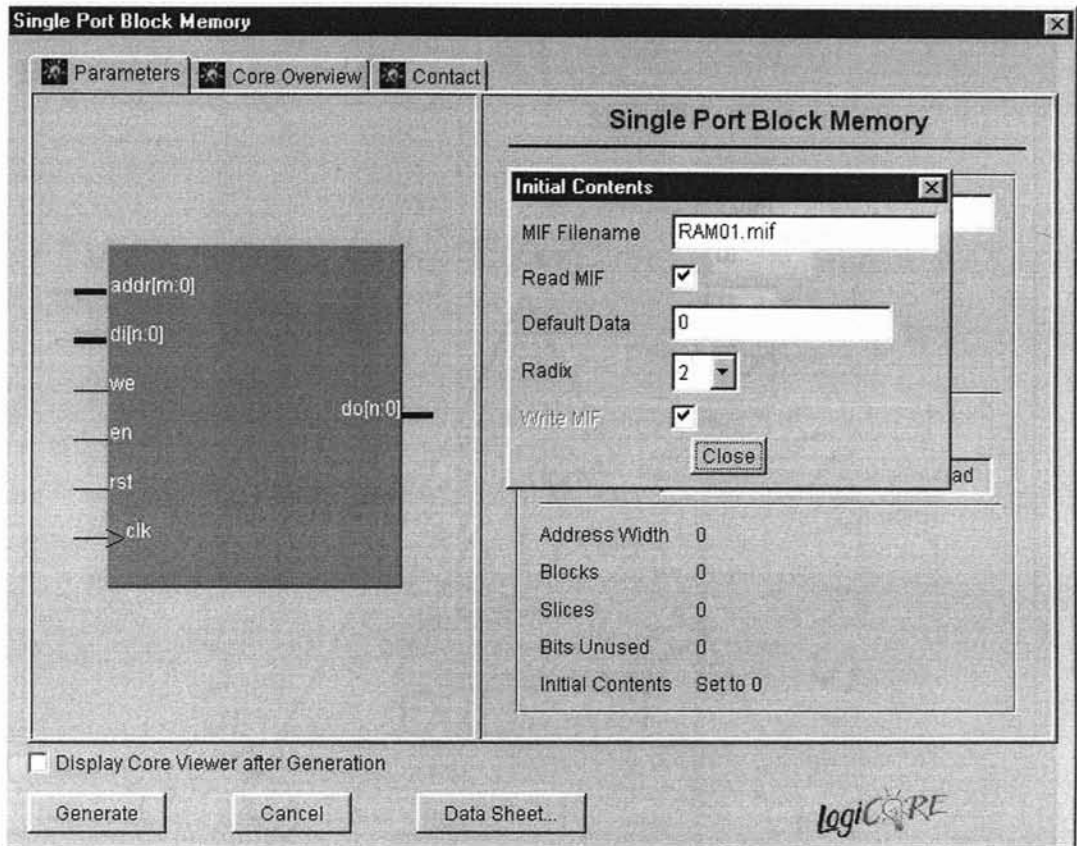 Single Port Block Memory
Parameters
Core Overview
Contact
addr[m:0]
di[n:0]
we
en
rst
clk
do[n:0]
Single Port Block Memory
Initial Contents
MIF Filename RAM01.mif
Read MIF
Default Data 0
Radix 2
Write MIF
Close
ad
Address Width 0
Blocks 0
Slices 0
Bits Unused 0
Initial Contents Set to 0
Display Core Viewer after Generation
Generate
Cancel
Data Sheet...
LogiCORE